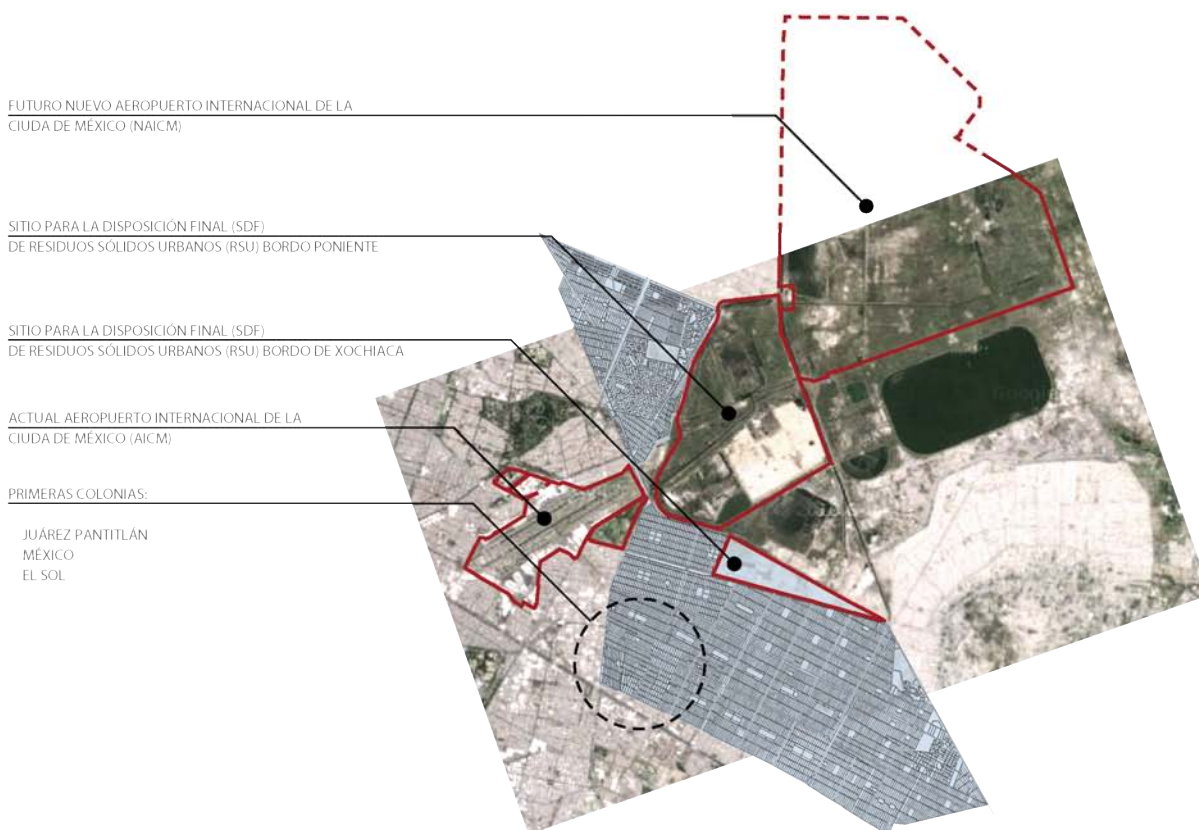 FUTURO NUEVO AEROPUERTO INTERNACIONAL DE LA
CIUDA DE MÉXICO (NAICM)
SITIO PARA LA DISPOSICIÓN FINAL (SDF)
DE RESIDUOS SÓLIDOS URBANOS (RSU) BORDO PONIENTE
SITIO PARA LA DISPOSICIÓN FINAL (SDF)
DE RESIDUOS SÓLIDOS URBANOS (RSU) BORDO DE XOCHIACA
ACTUAL AEROPUERTO INTERNACIONAL DE LA
CIUDA DE MÉXICO (AICM)
PRIMERAS COLONIAS:
JUÁREZ PANTITLÁN
MÉXICO
EL SOL